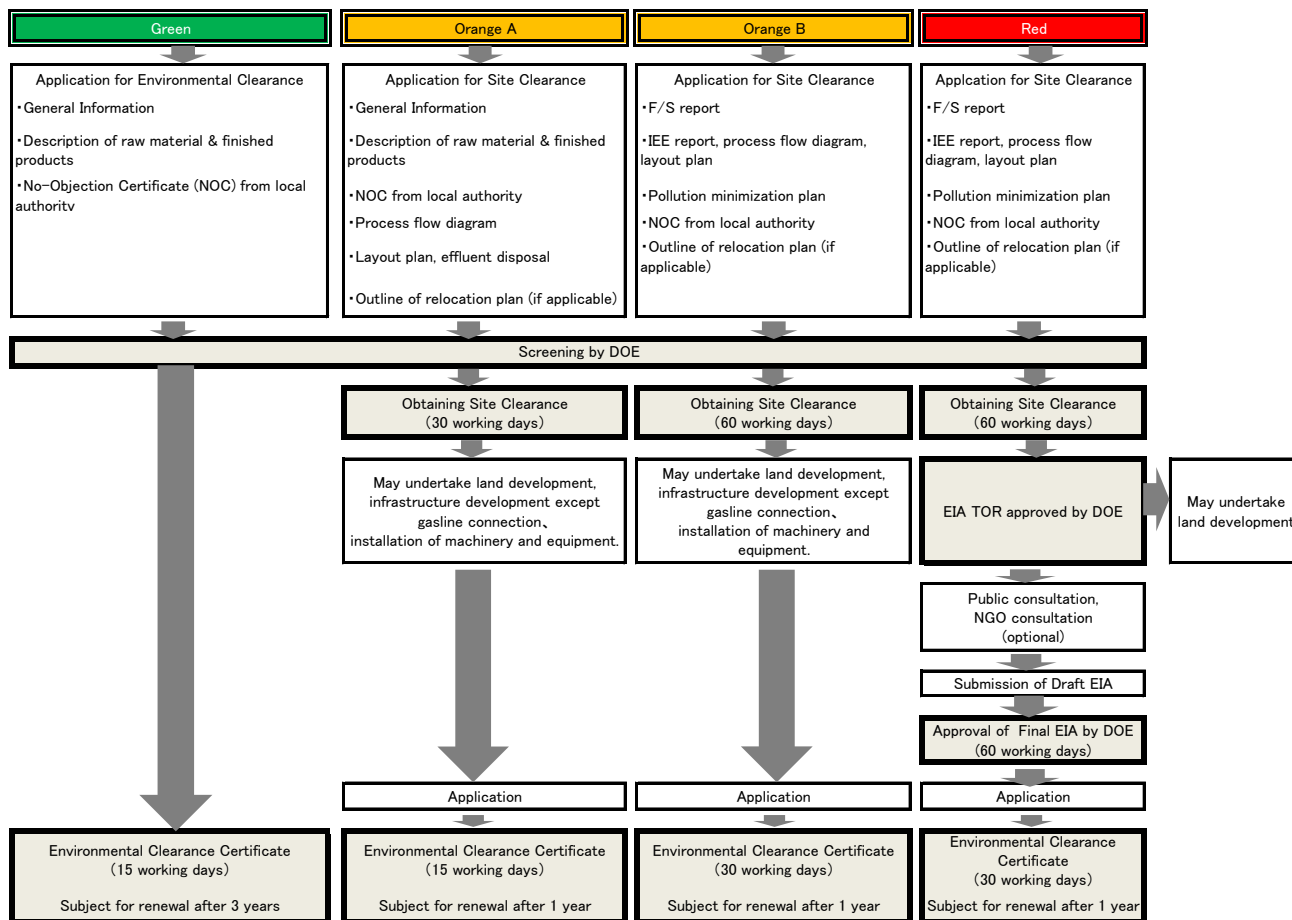 Green
Application for Environmental Clearance
・General Information
・Description of raw material & finished
products
・No-Objection Certificate (NOC) from local
authority
Orange A
Application for Site Clearance
・General Information
・Description of raw material & finished
products
・NOC from local authority
・Process flow diagram
・Layout plan, effluent disposal
・Outline of relocation plan (if applicable)
Orange B
Application for Site Clearance
・F/S report
・IEE report, process flow diagram,
layout plan
・Pollution minimization plan
・NOC from local authority
・Outline of relocation plan (if
applicable)
Red
Applcation for Site Clearance
・F/S report
・IEE report, process flow
diagram, layout plan
・Pollution minimization plan
・NOC from local authority
・Outline of relocation plan (if
applicable)
Screening by DOE
Obtaining Site Clearance
(30 working days)
Obtaining Site Clearance
(60 working days)
Obtaining Site Clearance
(60 working days)
May undertake land development,
infrastructure development except
gasline connection、
installation of machinery and equipment.
May undertake land development,
infrastructure development except
gasline connection、
installation of machinery and
equipment.
EIA TOR approved by DOE
May undertake
land development
Public consultation,
NGO consultation
(optional)
Submission of Draft EIA
Approval of Final EIA by DOE
(60 working days)
Application
Application
Application
Environmental Clearance Certificate
(15 working days)
Subject for renewal after 3 years
Environmental Clearance Certificate
(15 working days)
Subject for renewal after 1 year
Environmental Clearance Certificate
(30 working days)
Subject for renewal after 1 year
Environmental Clearance
Certificate
(30 working days)
Subject for renewal after 1 year